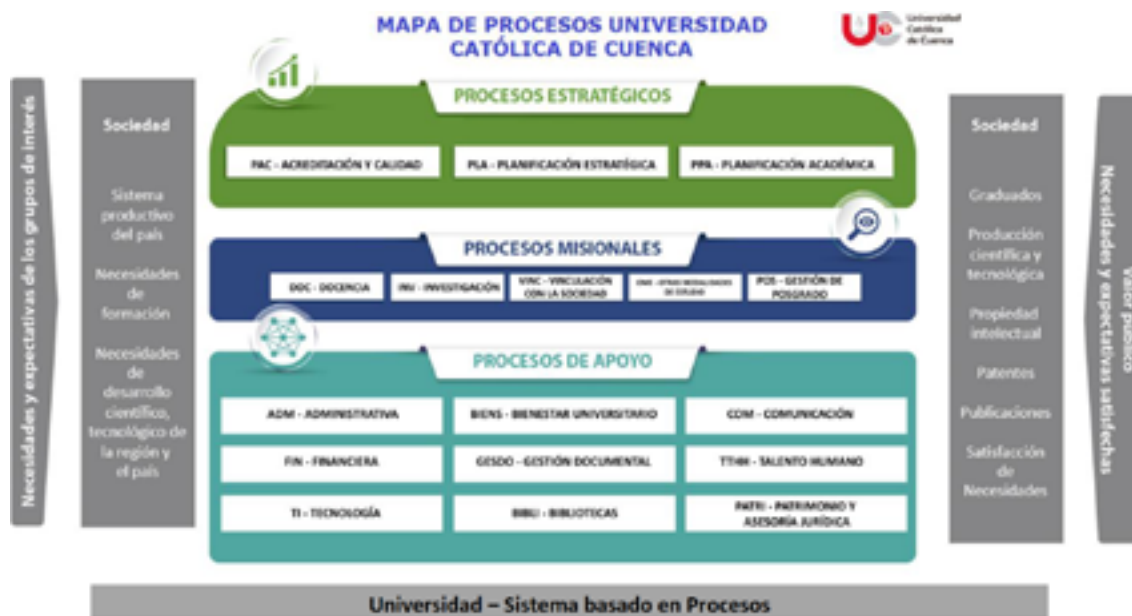 MAPA DE PROCESOS UNIVERSIDAD
CATÓLICA DE CUENCA
UC
Universidad
Católica
de Cuenca
Necesidades y expectativas de los grupos de interés
Sociedad
Sistema
productivo
del país
Necesidades
de
formación
Necesidades
de
desarrollo
científico,
tecnológico de
la región y
el país
PROCESOS ESTRATÉGICOS
PAC - ACREDITACIÓN Y CALIDAD
PLA - PLANIFICACIÓN ESTRATÉGICA
PPA - PLANIFICACIÓN ACADÉMICA
PROCESOS MISIONALES
DOC - DOCENCIA
INV - INVESTIGACIÓN
VINC - VINCULACIÓN
CON LA SOCIEDAD
OTRAS MODALIDADES
DE ESTUDIO
POS - GESTIÓN DE
POSGRADO
PROCESOS DE APOYO
ADM - ADMINISTRATIVA
BIENS - BIENESTAR UNIVERSITARIO
COM - COMUNICACIÓN
FIN - FINANCIERA
GESDO - GESTIÓN DOCUMENTAL
TTHH - TALENTO HUMANO
TI - TECNOLOGÍA
BIBLI - BIBLIOTECAS
PATRI - PATRIMONIO Y
ASESORÍA JURÍDICA
Sociedad
Graduados
Producción
científica y
tecnológica
Propiedad
intelectual
Patentes
Publicaciones
Satisfacción
de
Necesidades
Valor público
Necesidades y expectativas satisfechas
Universidad – Sistema basado en Procesos